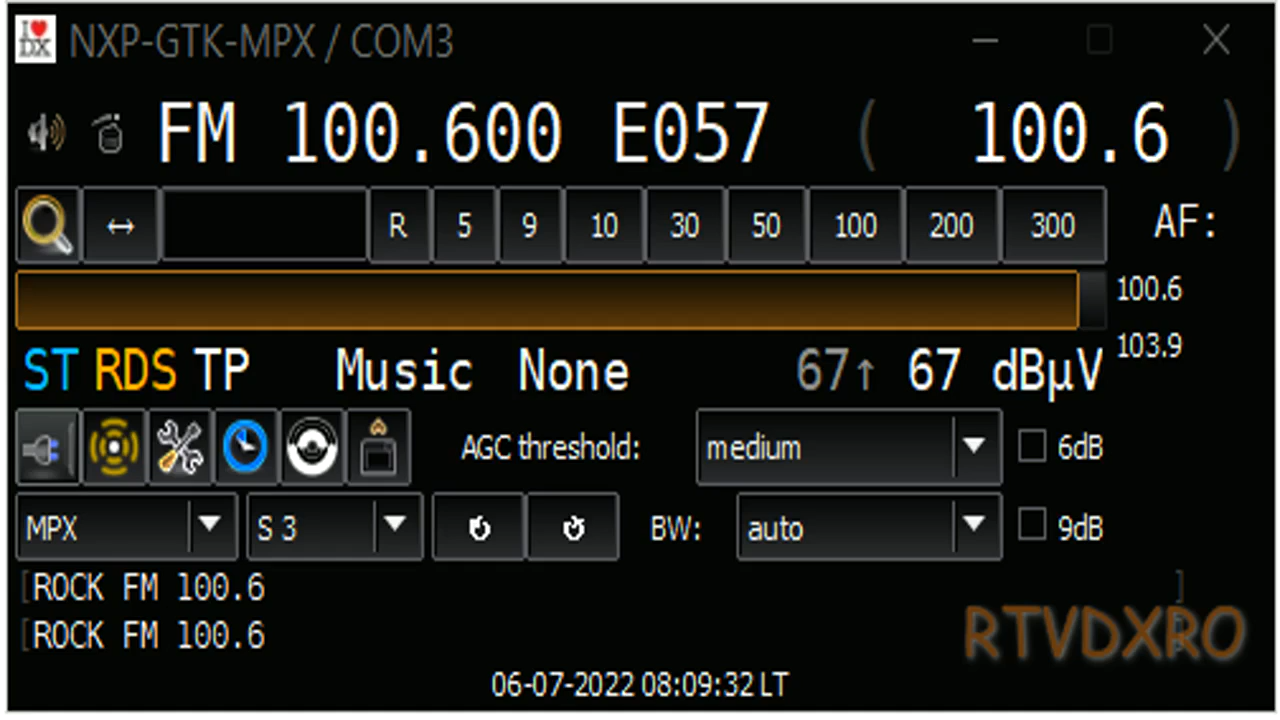 I ❤ DX NXP-GTK-MPX / COM3
FM 100.600 E057 ( 100.6 )
R 5 9 10 30 50 100 200 300 AF:
100.6
103.9
ST RDS TP Music None 67↑ 67 dBµV
AGC threshold: medium 6dB
MPX S 3 BW: auto 9dB
[ROCK FM 100.6 ]
[ROCK FM 100.6
RTVDXRO
06-07-2022 08:09:32 LT